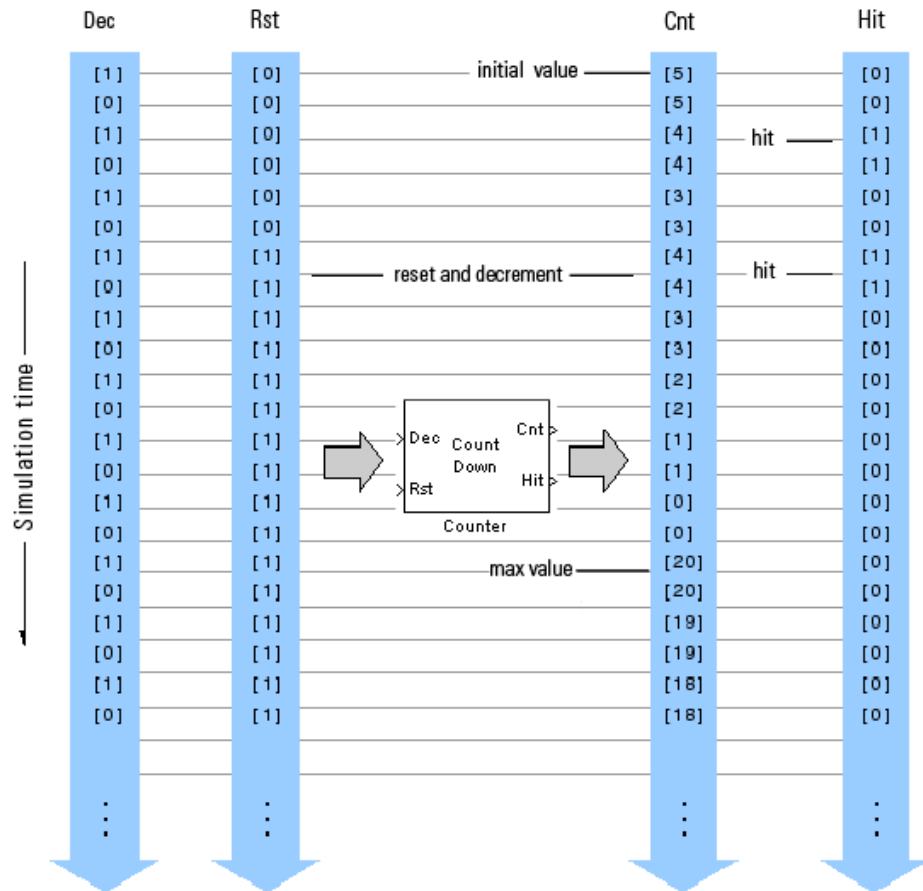 Dec Rst Cnt Hit
[1] [0] initial value [5] [0]
[0] [0] [5] [0]
[1] [0] [4] hit [1]
[0] [0] [4] [1]
[1] [0] [3] [0]
[0] [0] [3] [0]
[1] [1] reset and decrement [4] hit [1]
[0] [1] [4] [1]
[1] [1] [3] [0]
[0] [1] [3] [0]
[1] [1] [2] [0]
[0] [1] [2] [0]
[1] [1] Dec Count Cnt [1] [0]
[0] [1] Down [1] [0]
[1] [1] Rst Hit [0] [0]
Counter
[0] [1] [0] [0]
[1] [1] max value [20] [0]
[0] [1] [20] [0]
[1] [1] [19] [0]
[0] [1] [19] [0]
[1] [1] [18] [0]
[0] [1] [18] [0]
Simulation time